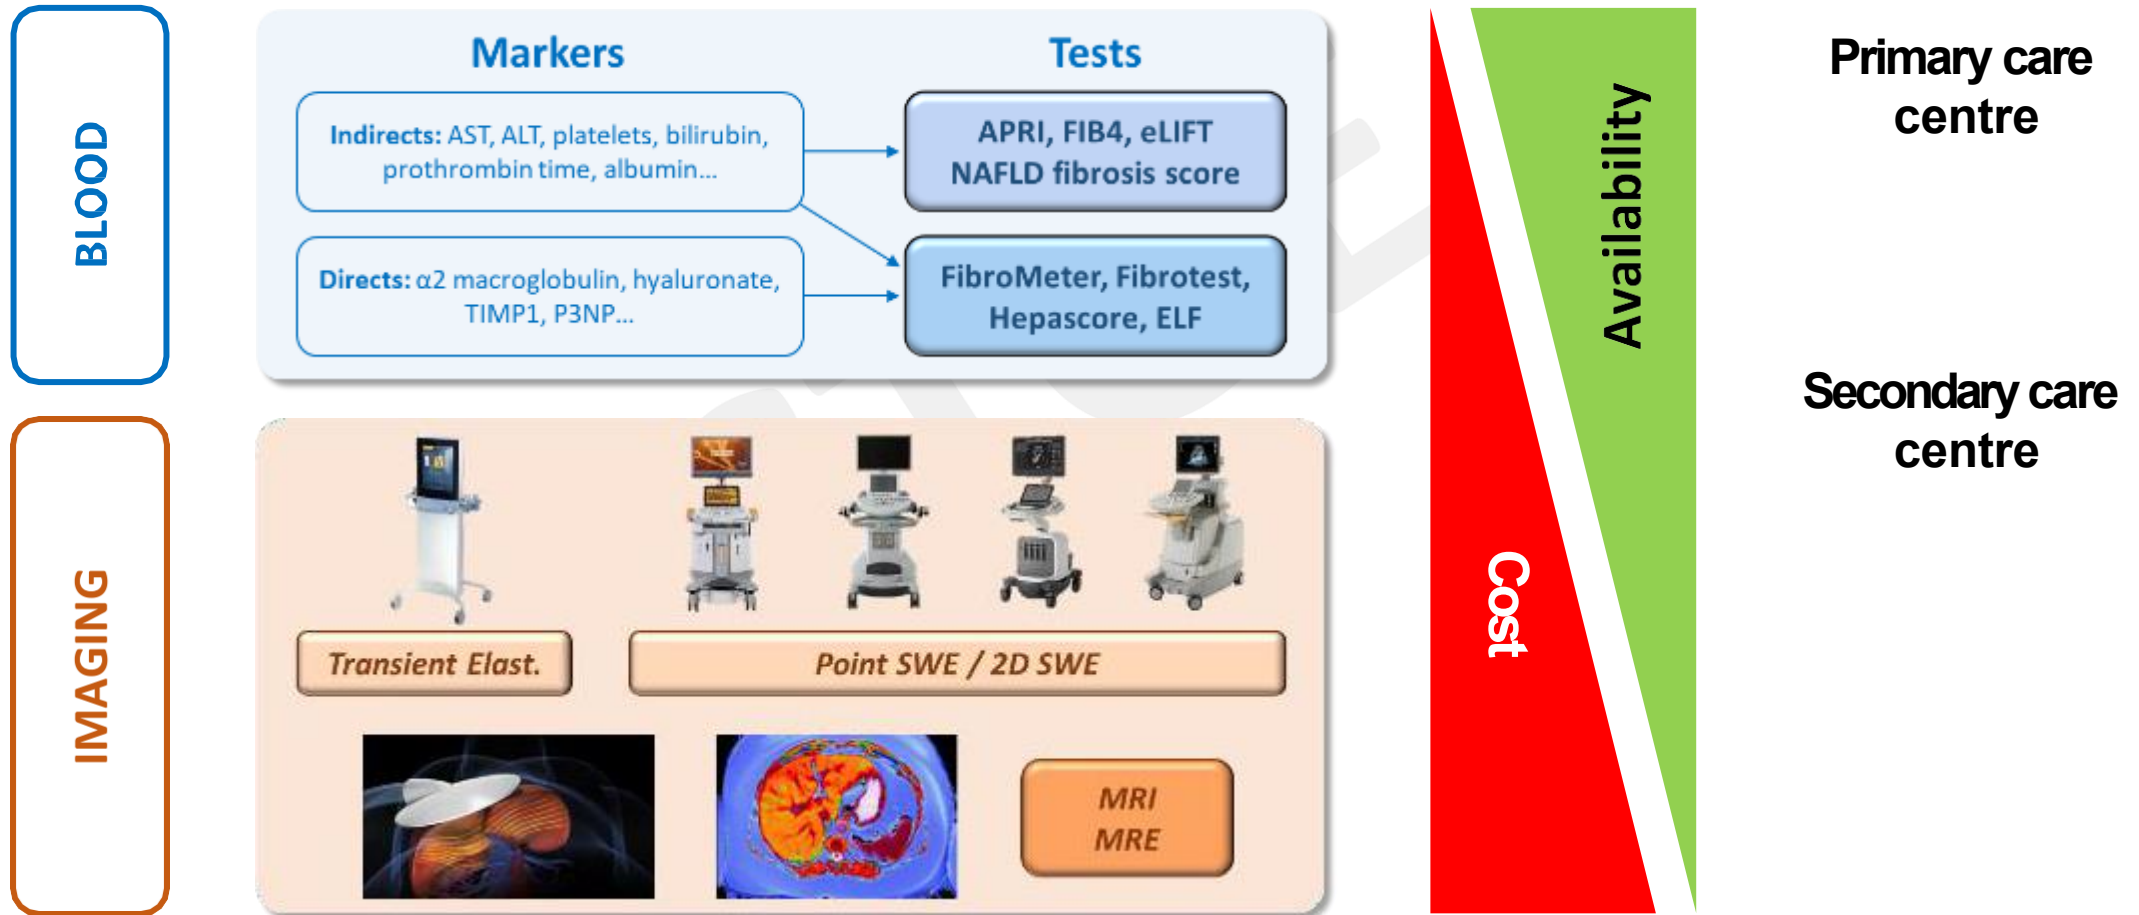 BLOOD
Markers
Tests
Indirects: AST, ALT, platelets, bilirubin,
prothrombin time, albumin...
APRI, FIB4, eLIFT
NAFLD fibrosis score
Directs: α2 macroglobulin, hyaluronate,
TIMP1, P3NP...
FibroMeter, Fibrotest,
Hepascore, ELF
Availability
Cost
Primary care
centre
Secondary care
centre
IMAGING
Transient Elast.
Point SWE / 2D SWE
MRI
MRE